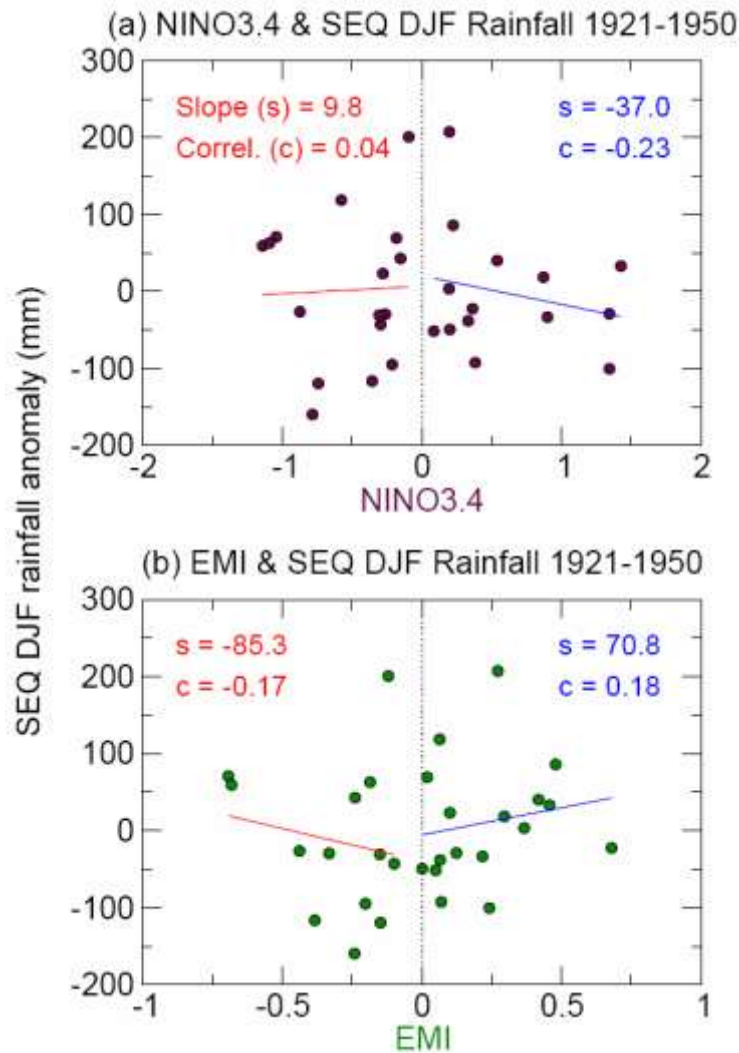 (a) NINO3.4 & SEQ DJF Rainfall 1921-1950
300
Slope (s) = 9.8
s = -37.0
200
Correl. (c) = 0.04
c = -0.23
100
0
-100
-200
-2
-1
0
1
2
NINO3.4
SEQ DJF rainfall anomaly (mm)
(b) EMI & SEQ DJF Rainfall 1921-1950
300
s = -85.3
s = 70.8
200
c = -0.17
c = 0.18
100
0
-100
-200
-1
-0.5
0
0.5
1
EMI